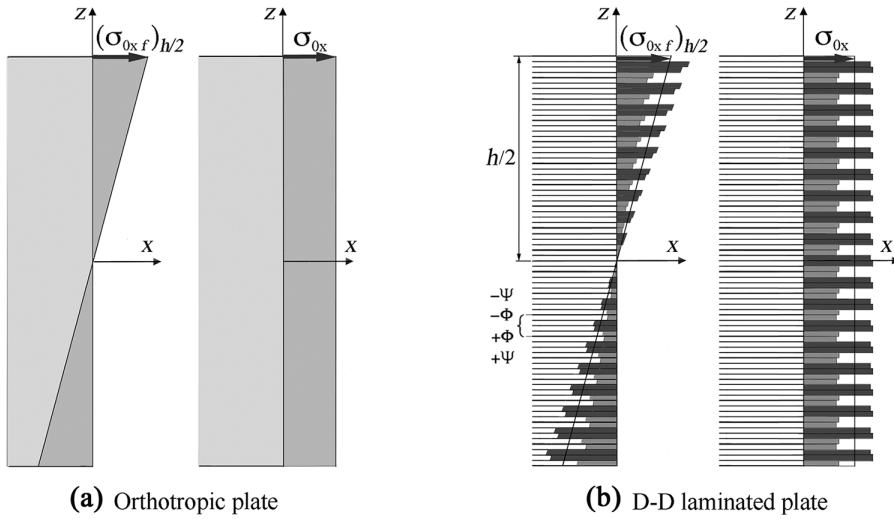 z
(σ0x f)h/2
x
z
σ0x
x
(a) Orthotropic plate
z
(σ0x f)h/2
h/2
x
−Ψ
−Φ
+Φ
+Ψ
z
σ0x
x
(b) D-D laminated plate